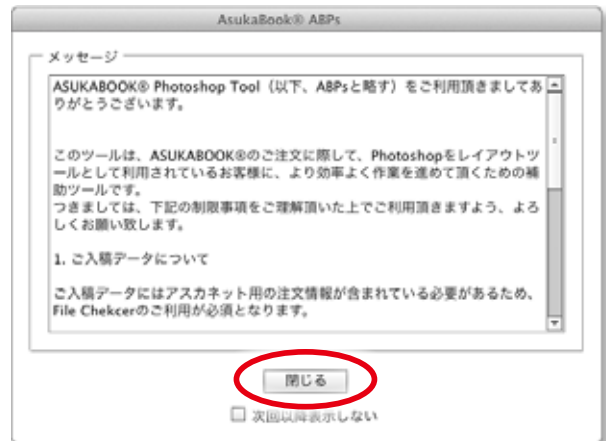 AsukaBook® ABPs
メッセージ
ASUKABOOK® Photoshop Tool（以下、ABPsと略す）をご利用頂きましてあ
りがとうございます。
このツールは、ASUKABOOK®のご注文に際して、Photoshopをレイアウトツ
ールとして利用されているお客様に、より効率よく作業を進めて頂くための補
助ツールです。
つきましては、下記の制限事項をご理解頂いた上でご利用頂きますよう、よろ
しくお願い致します。
1. ご入稿データについて
ご入稿データにはアスカネット用の注文情報が含まれている必要があるため、
File Chekcerのご利用が必須となります。
閉じる
次回以降表示しない